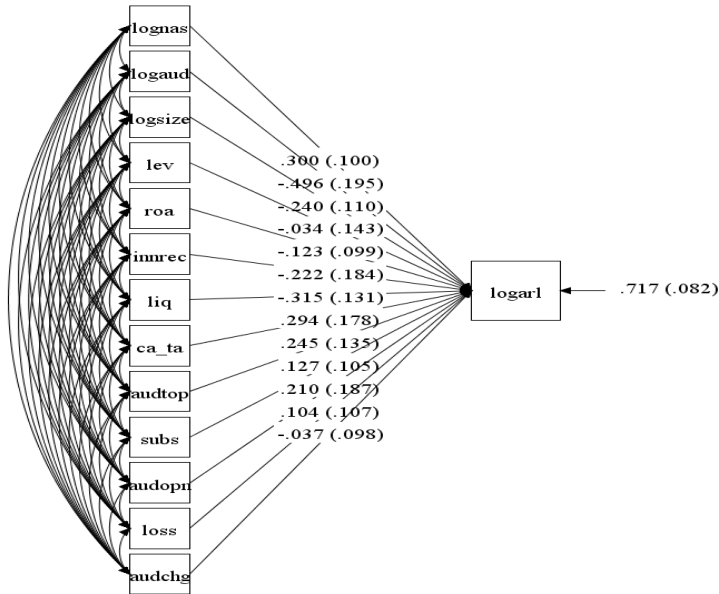 lognas
logaud
logsize
lev
roa
innrec
liq
ca_ta
audtop
subs
audopn
loss
audchg
.300 (.100)
-.496 (.195)
-.240 (.110)
-.034 (.143)
-.123 (.099)
-.222 (.184)
-.315 (.131)
.294 (.178)
.245 (.135)
.127 (.105)
.210 (.187)
.104 (.107)
-.037 (.098)
logarl
.717 (.082)